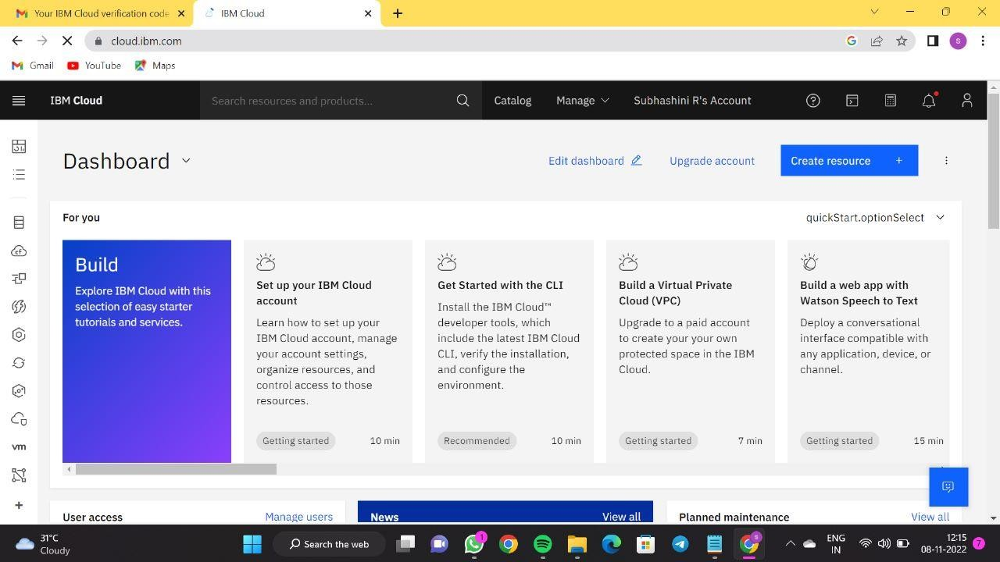 Your IBM Cloud verification code
IBM Cloud
cloud.ibm.com
S
Gmail
YouTube
Maps
IBM Cloud
Search resources and products...
Catalog
Manage
Subhashini R's Account
Dashboard
Edit dashboard
Upgrade account
Create resource +
For you
quickStart.optionSelect
Build
Explore IBM Cloud with this
selection of easy starter
tutorials and services.
Set up your IBM Cloud
account
Learn how to set up your
IBM Cloud account, manage
your account settings,
organize resources, and
control access to those
resources.
Getting started
10 min
Get Started with the CLI
Install the IBM Cloud™
developer tools, which
include the latest IBM Cloud
CLI, verify the installation,
and configure the
environment.
Recommended
10 min
Build a Virtual Private
Cloud (VPC)
Upgrade to a paid account
to create your your own
protected space in the IBM
Cloud.
Getting started
7 min
Build a web app with
Watson Speech to Text
Deploy a conversational
interface compatible with
any application, device, or
channel.
Getting started
15 min
cf
vm
User access
Manage users
News
View all
Planned maintenance
View all
31°C
Cloudy
Search the web
1
S
ENG
IN
12:15
08-11-2022
7